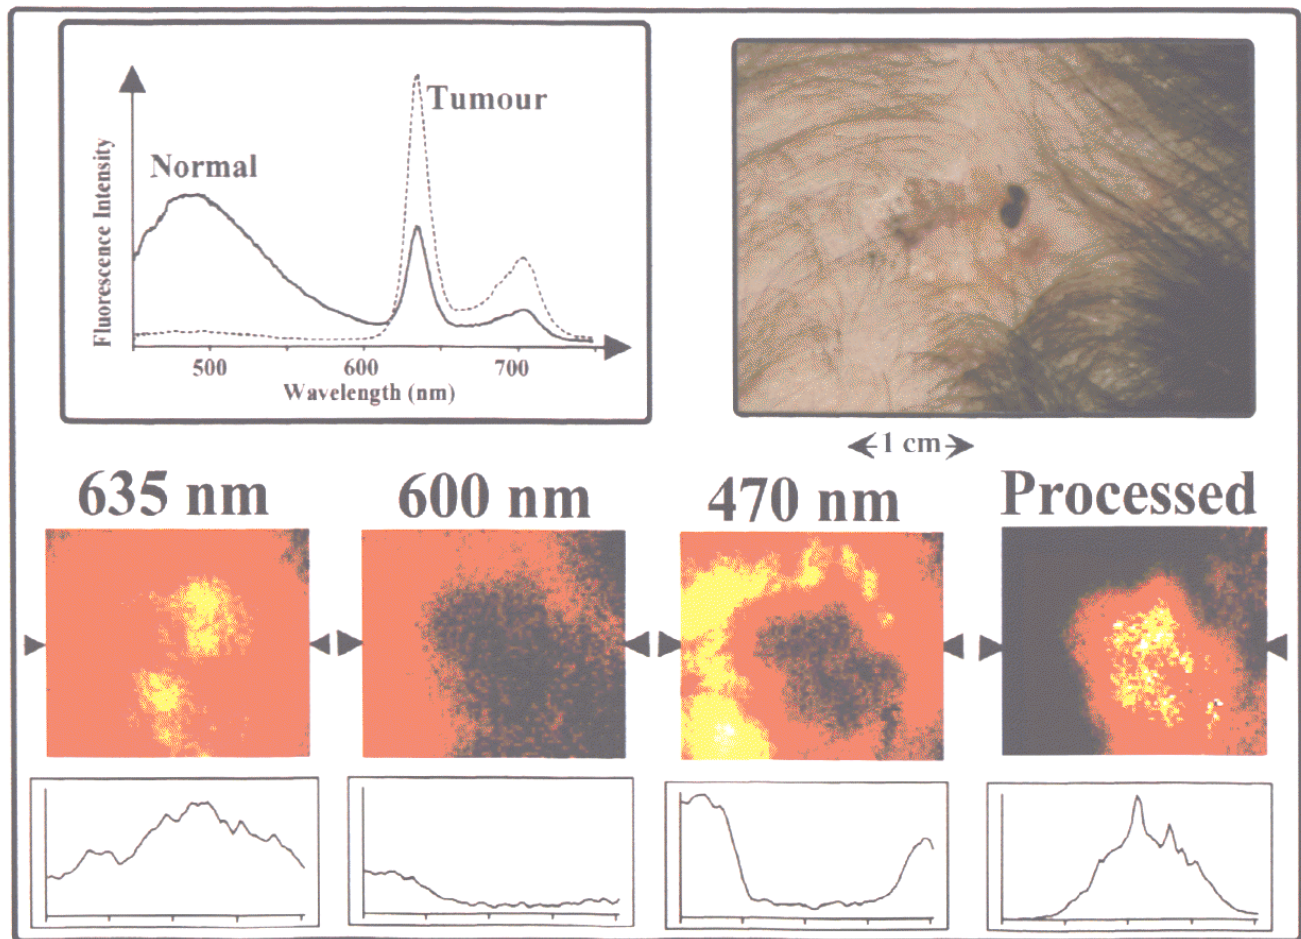 Tumour
Normal
Fluorescence Intensity
500 600 700
Wavelength (nm)
1 cm
635 nm 600 nm 470 nm Processed